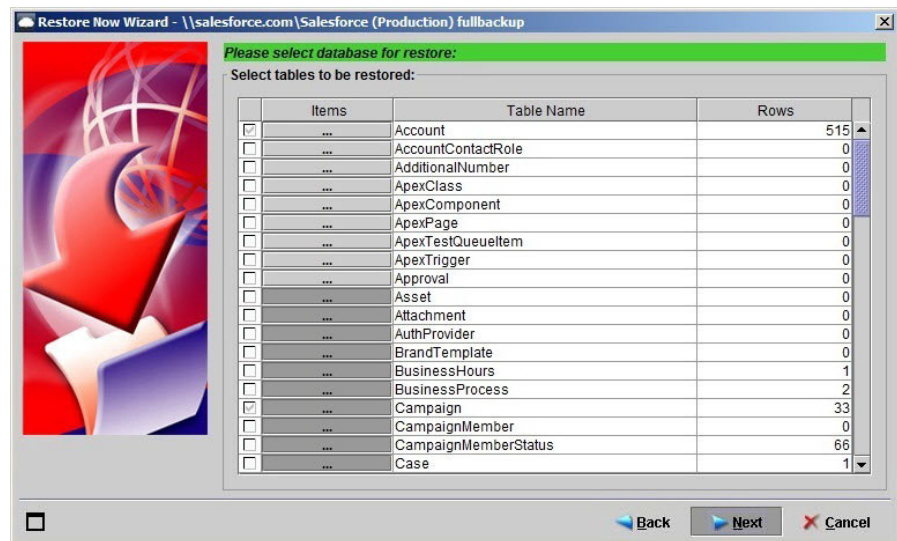 Restore Now Wizard - \\salesforce.com\Salesforce (Production) fullbackup
Please select database for restore:
Select tables to be restored:
Items Table Name Rows
... Account 515
... AccountContactRole 0
... AdditionalNumber 0
... ApexClass 0
... ApexComponent 0
... ApexPage 0
... ApexTestQueueItem 0
... ApexTrigger 0
... Approval 0
... Asset 0
... Attachment 0
... AuthProvider 0
... BrandTemplate 0
... BusinessHours 1
... BusinessProcess 2
... Campaign 33
... CampaignMember 0
... CampaignMemberStatus 66
... Case 1
Back Next Cancel